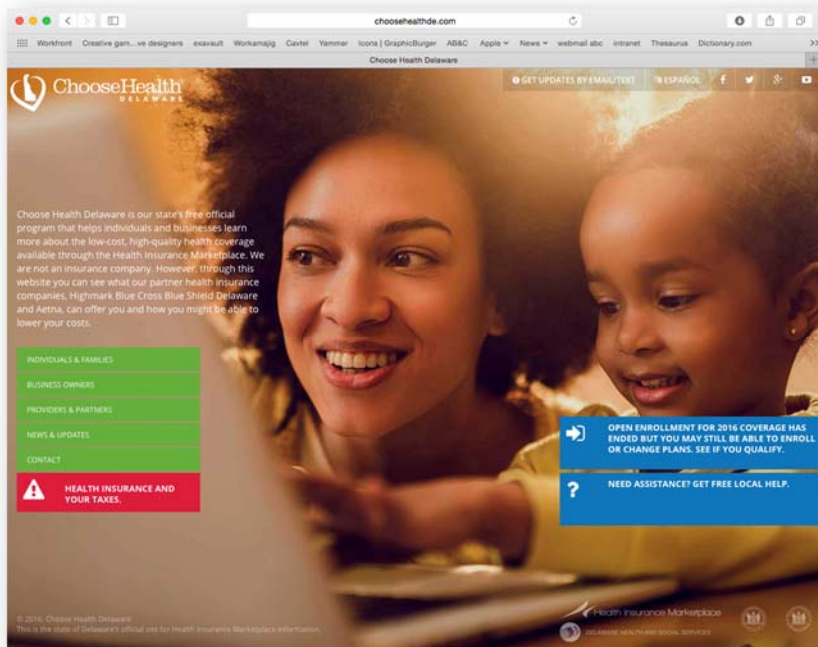 choosehealthde.com
Workfront Creative gam...ve designers exavault Workamajig Cavtel Yammer Icons | GraphicBurger AB&C Apple News webmail abc intranet Thesaurus Dictionary.com
Choose Health Delaware
ChooseHealth
DELAWARE
GET UPDATES BY EMAIL/TEXT ESPAÑOL
Choose Health Delaware is our state's free official
program that helps individuals and businesses learn
more about the low-cost, high-quality health coverage
available through the Health Insurance Marketplace. We
are not an insurance company. However, through this
website you can see what our partner health insurance
companies, Highmark Blue Cross Blue Shield Delaware
and Aetna, can offer you and how you might be able to
lower your costs.
INDIVIDUALS & FAMILIES
BUSINESS OWNERS
PROVIDERS & PARTNERS
NEWS & UPDATES
CONTACT
HEALTH INSURANCE AND
YOUR TAXES.
OPEN ENROLLMENT FOR 2016 COVERAGE HAS
ENDED BUT YOU MAY STILL BE ABLE TO ENROLL
OR CHANGE PLANS. SEE IF YOU QUALIFY.
NEED ASSISTANCE? GET FREE LOCAL HELP.
© 2016, Choose Health Delaware
This is the state of Delaware's official site for Health Insurance Marketplace information.
Health Insurance Marketplace
DELAWARE HEALTH AND SOCIAL SERVICES